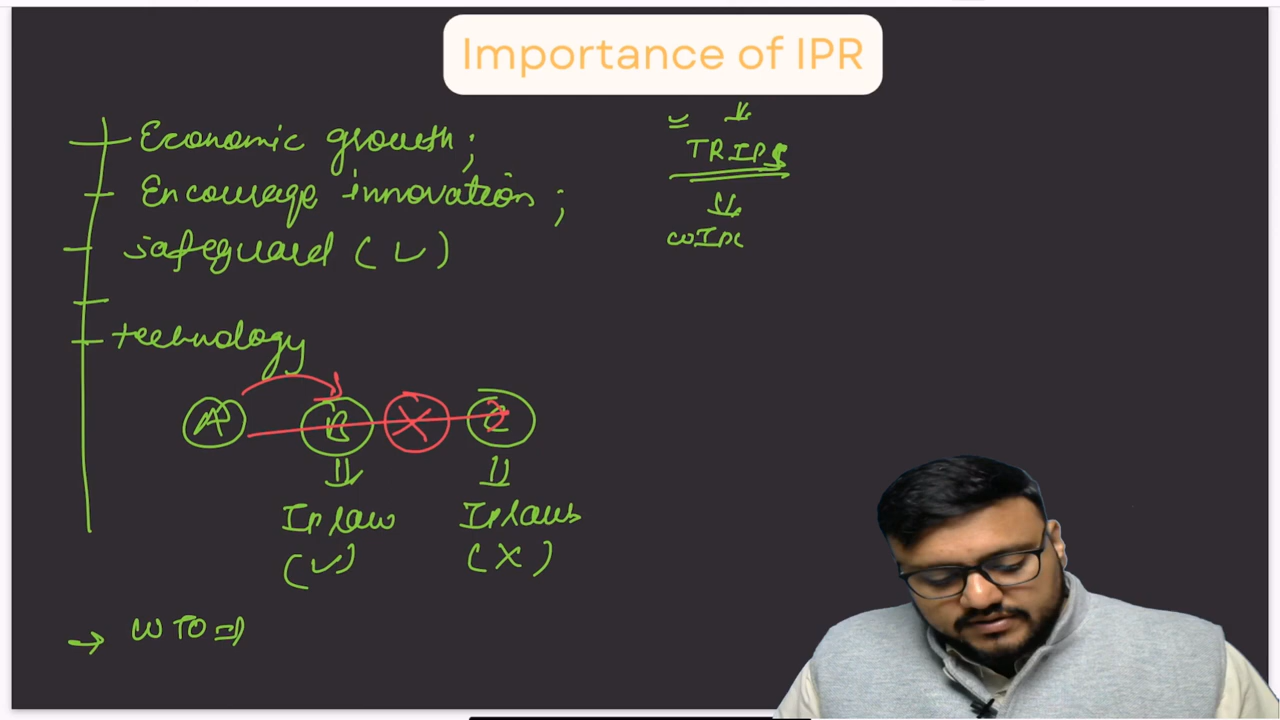 Importance of IPR
Economic growth;
Encourage innovation;
safeguard (✓)
technology
A B X C
IP law IP laws
(✓) (X)
→ WTO ⇒
TRIPS
WIPO